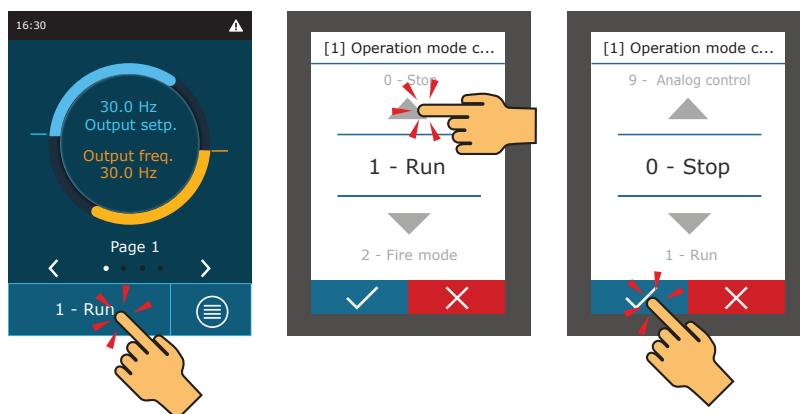 16:30
30.0 Hz
Output setp.
Output freq.
30.0 Hz
Page 1
1 - Run
[1] Operation mode c...
0 - Stop
1 - Run
2 - Fire mode
[1] Operation mode c...
9 - Analog control
0 - Stop
1 - Run